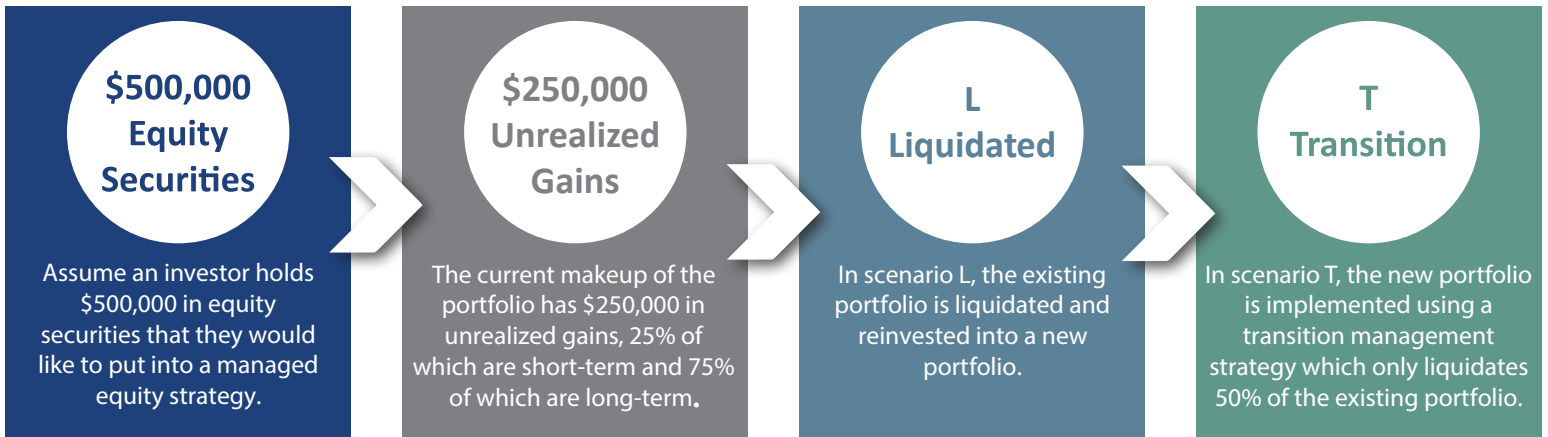 $500,000
Equity
Securities
Assume an investor holds
$500,000 in equity
securities that they would
like to put into a managed
equity strategy.
$250,000
Unrealized
Gains
The current makeup of the
portfolio has $250,000 in
unrealized gains, 25% of
which are short-term and 75%
of which are long-term.
L
Liquidated
In scenario L, the existing
portfolio is liquidated and
reinvested into a new
portfolio.
T
Transition
In scenario T, the new portfolio
is implemented using a
transition management
strategy which only liquidates
50% of the existing portfolio.